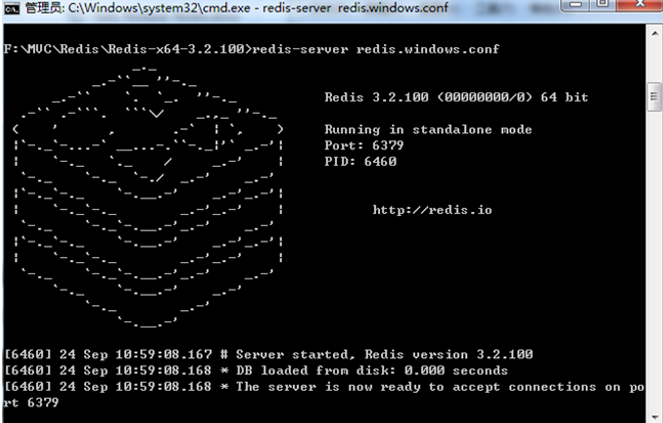 管理员: C:\Windows\system32\cmd.exe - redis-server redis.windows.conf
F:\MVC\Redis\Redis-x64-3.2.100>redis-server redis.windows.conf
Redis 3.2.100 (00000000/0) 64 bit
Running in standalone mode
Port: 6379
PID: 6460
http://redis.io
[6460] 24 Sep 10:59:08.167 # Server started, Redis version 3.2.100
[6460] 24 Sep 10:59:08.168 * DB loaded from disk: 0.000 seconds
[6460] 24 Sep 10:59:08.168 * The server is now ready to accept connections on po
rt 6379